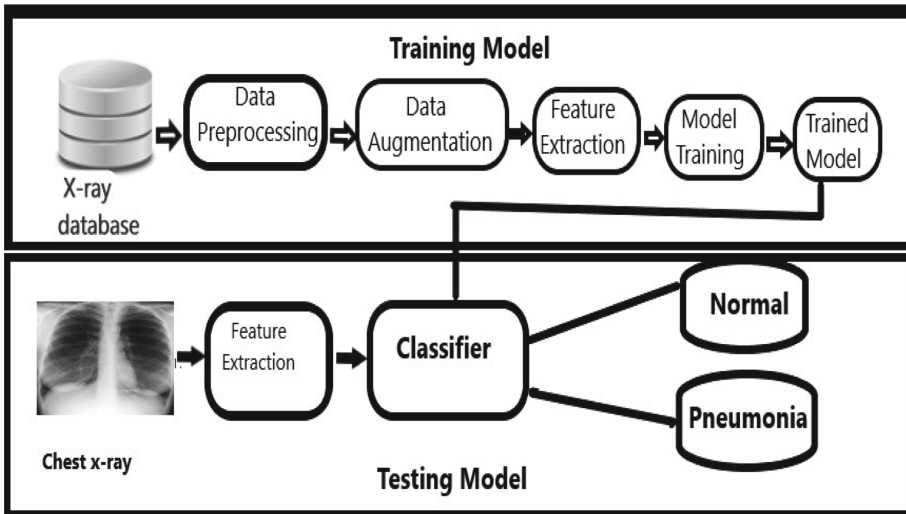 Training Model
X-ray
database
Data
Preprocessing
Data
Augmentation
Feature
Extraction
Model
Training
Trained
Model
Chest x-ray
Feature
Extraction
Classifier
Normal
Pneumonia
Testing Model